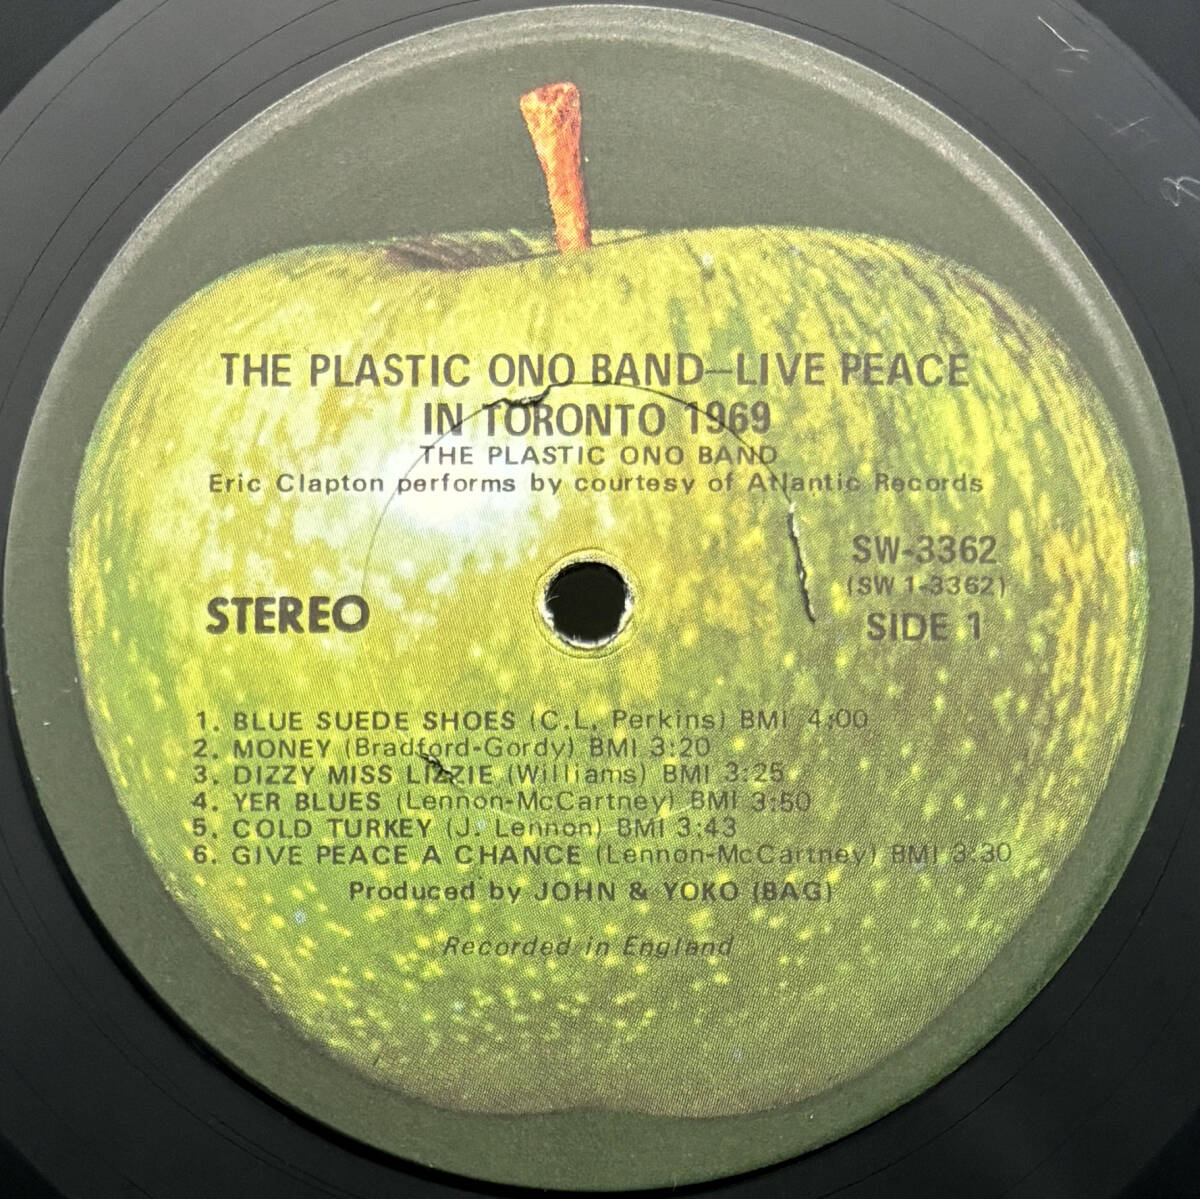 THE PLASTIC ONO BAND—LIVE PEACE
IN TORONTO 1969
THE PLASTIC ONO BAND
Eric Clapton performs by courtesy of Atlantic Records
SW-3362
(SW 1-3362)
STEREO
SIDE 1
1. BLUE SUEDE SHOES (C.L. Perkins) BMI 4:00
2. MONEY (Bradford-Gordy) BMI 3:20
3. DIZZY MISS LIZZIE (Williams) BMI 3:25
4. YER BLUES (Lennon-McCartney) BMI 3:50
5. COLD TURKEY (J. Lennon) BMI 3:43
6. GIVE PEACE A CHANCE (Lennon-McCartney) BMI 3:30
Produced by JOHN & YOKO (BAG)
Recorded in England